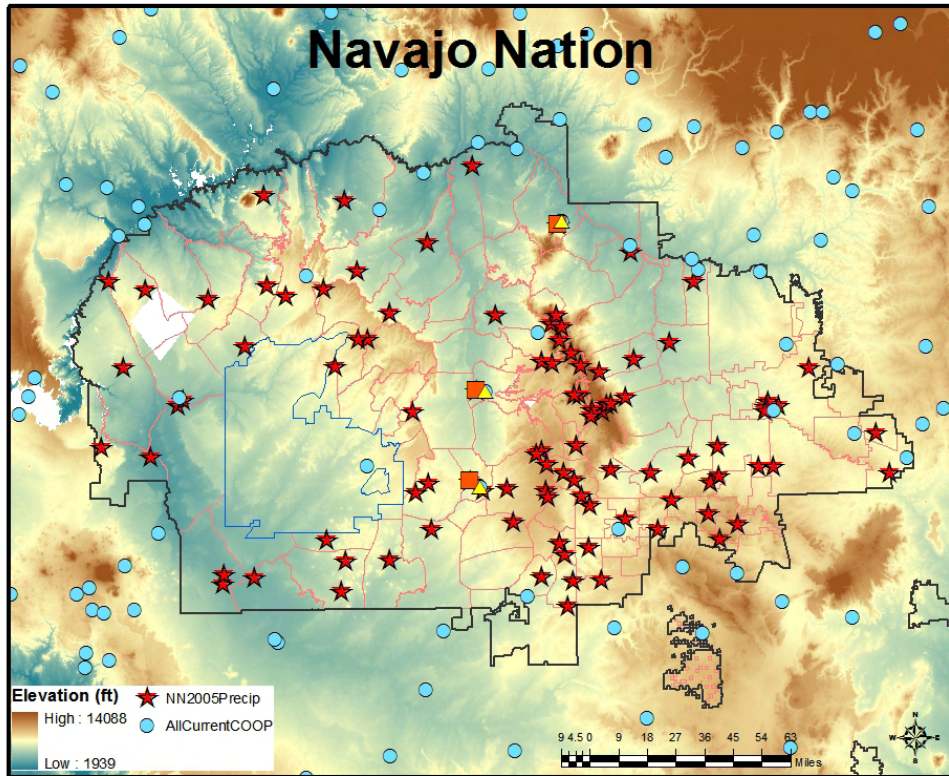 Navajo Nation
Elevation (ft)
High : 14088
Low : 1939
NN2005Precip
AllCurrentCOOP
9 4.5 0 9 18 27 36 45 54 63
Miles
N
W E
S